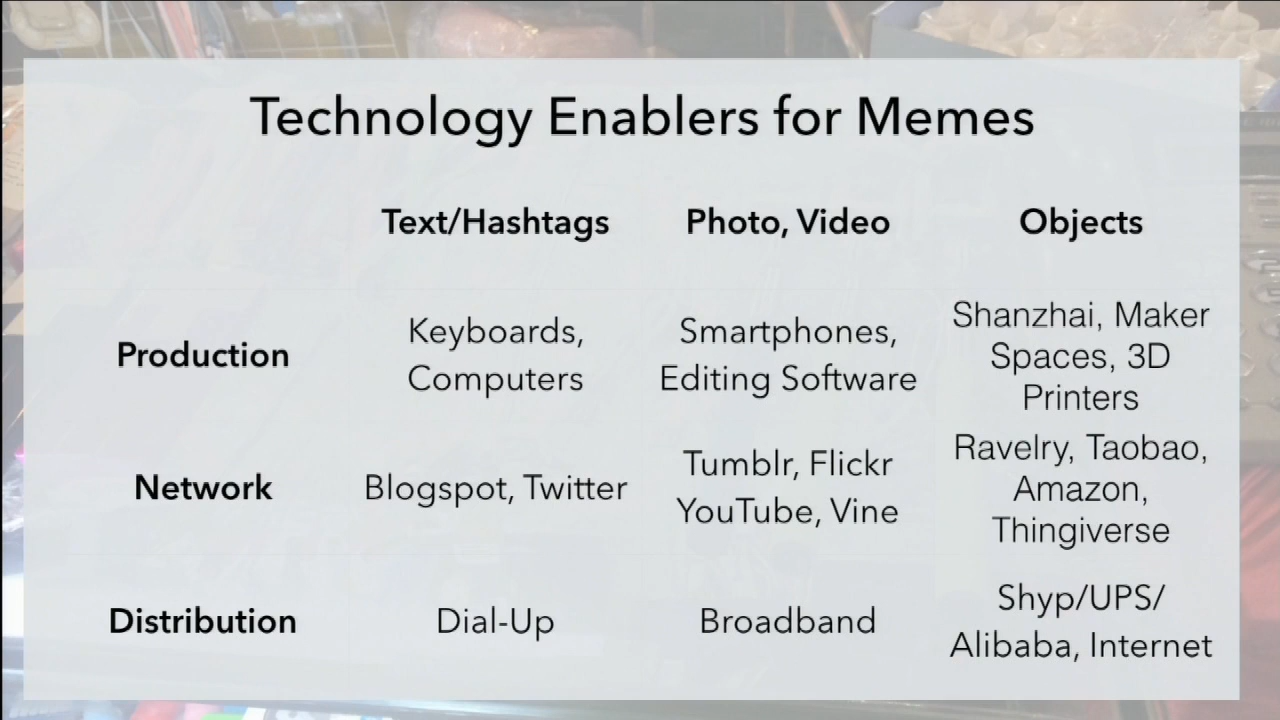 Technology Enablers for Memes
Text/Hashtags Photo, Video Objects
Production
Keyboards,
Computers
Smartphones,
Editing Software
Shanzhai, Maker
Spaces, 3D
Printers
Network
Blogspot, Twitter
Tumblr, Flickr
YouTube, Vine
Ravelry, Taobao,
Amazon,
Thingiverse
Distribution
Dial-Up
Broadband
Shyp/UPS/
Alibaba, Internet